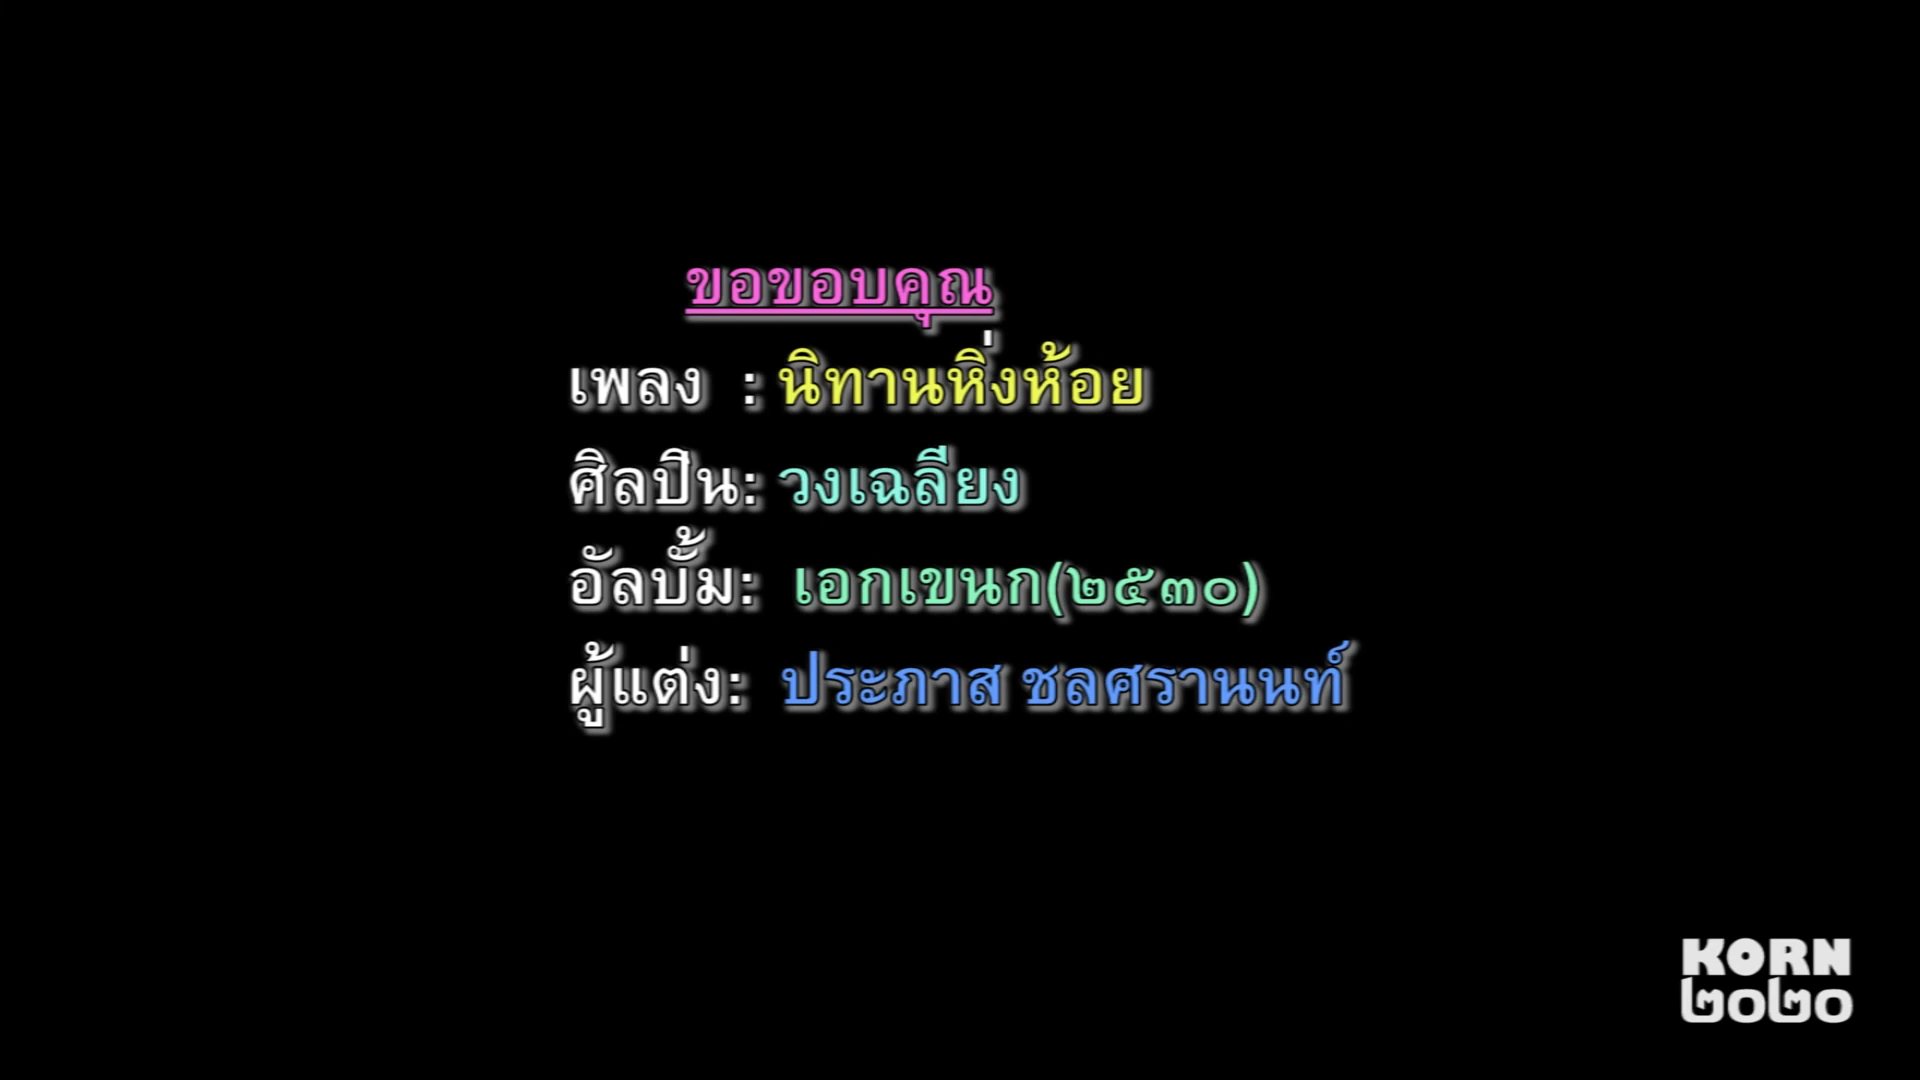 ขอขอบคุณ
เพลง : นิทานหิ่งห้อย
ศิลปิน: วงเฉลียง
อัลบั้ม: เอกเขนก(๒๕๓๐)
ผู้แต่ง: ประภาส ชลศรานนท์
KORN
๒๐๒๐